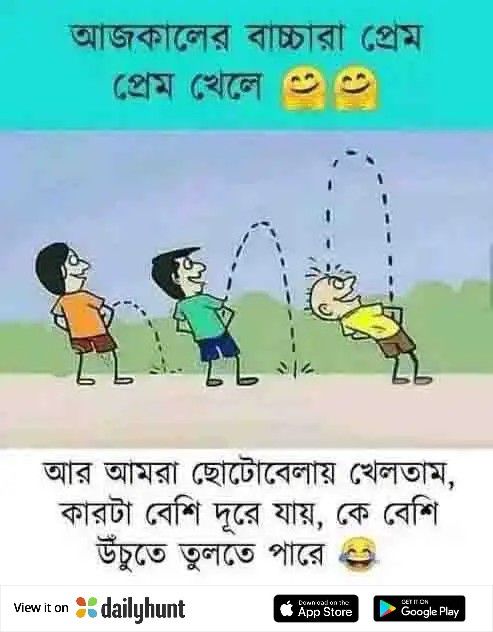 আজকালের বাচ্চারা প্রেম
প্রেম খেলে 🤗🤗
আর আমরা ছোটোবেলায় খেলতাম,
কারটা বেশি দূরে যায়, কে বেশি
উঁচুতে তুলতে পারে 😂
View it on dailyhunt
Download on the App Store
GET IT ON Google Play